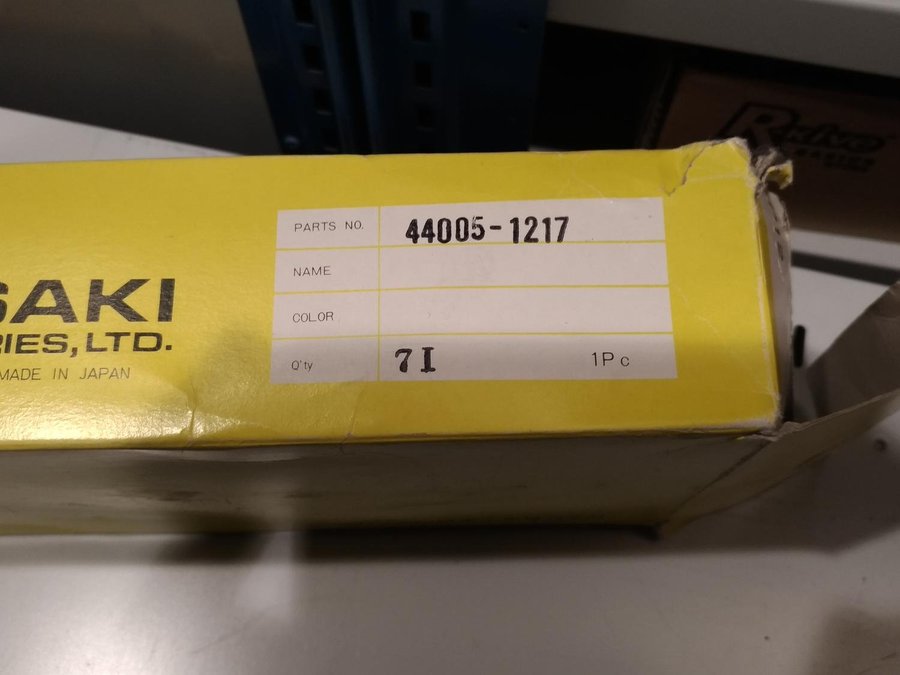 PARTS NO. 44005-1217
NAME
COLOR
Q'ty 7I 1Pc
SAKI
RIES, LTD.
MADE IN JAPAN